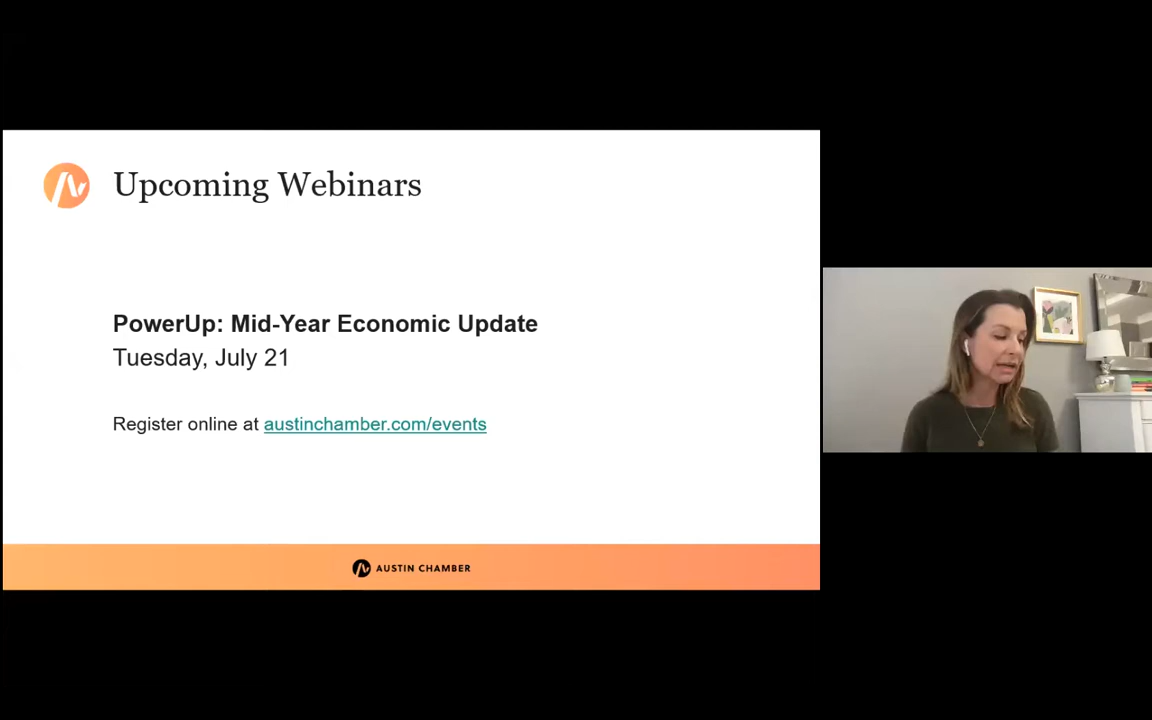 Upcoming Webinars
PowerUp: Mid-Year Economic Update
Tuesday, July 21
Register online at austinchamber.com/events
AUSTIN CHAMBER